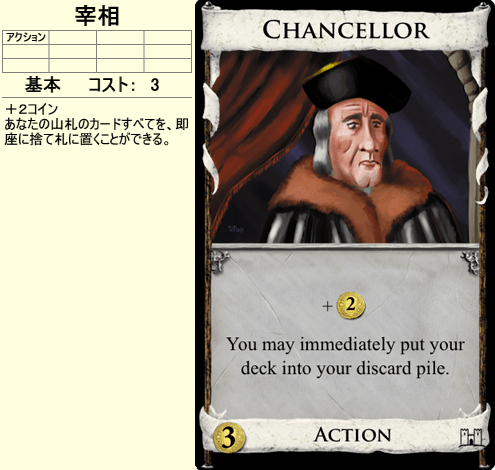 宰相
アクション
基本 コスト： 3
＋２コイン
あなたの山札のカードすべてを、即
座に捨て札に置くことができる。
CHANCELLOR
+ 2
You may immediately put your
deck into your discard pile.
3 ACTION